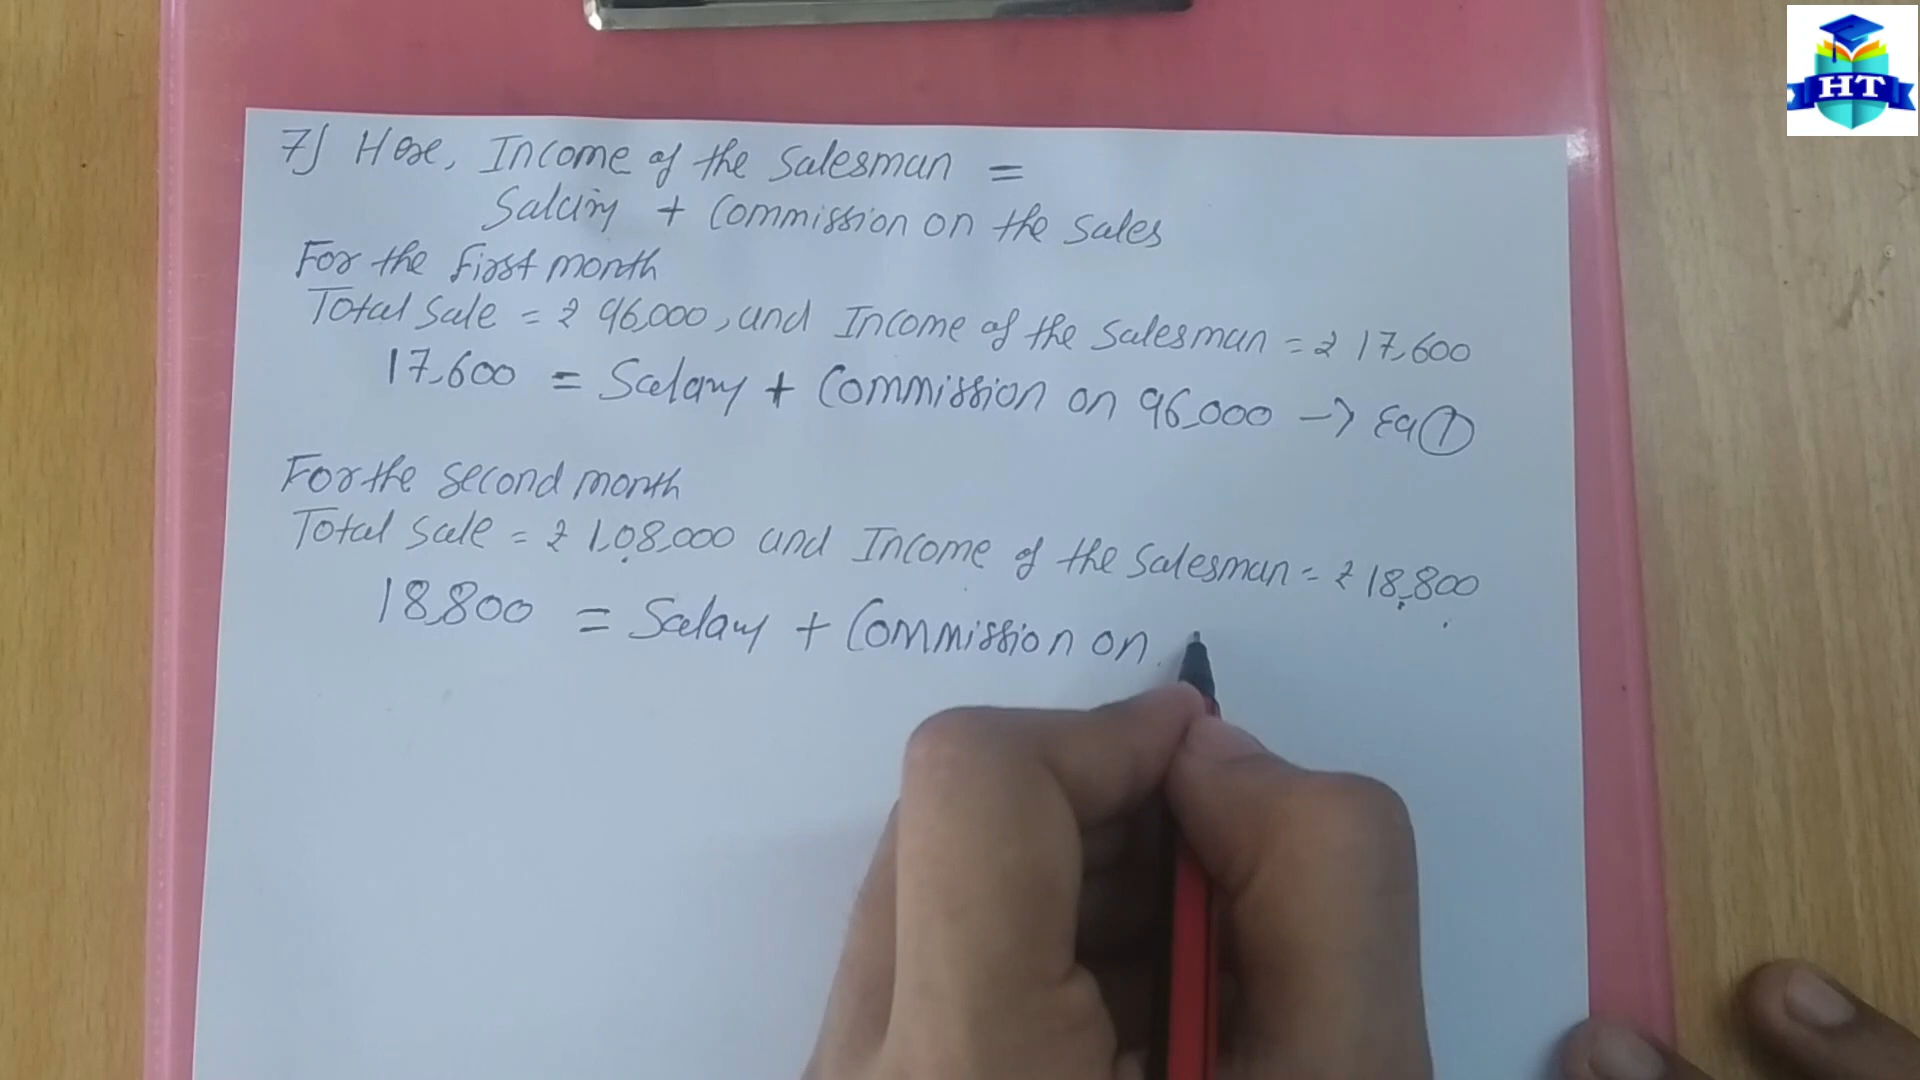 HT
7) Here, Income of the Salesman =
Salary + Commission on the Sales
For the first month
Total Sale = ₹ 96,000, and Income of the Salesman = ₹ 17,600
17,600 = Salary + Commission on 96,000 → Eq ①
For the second month
Total Sale = ₹ 1,08,000 and Income of the Salesman = ₹ 18,800
18,800 = Salary + Commission on